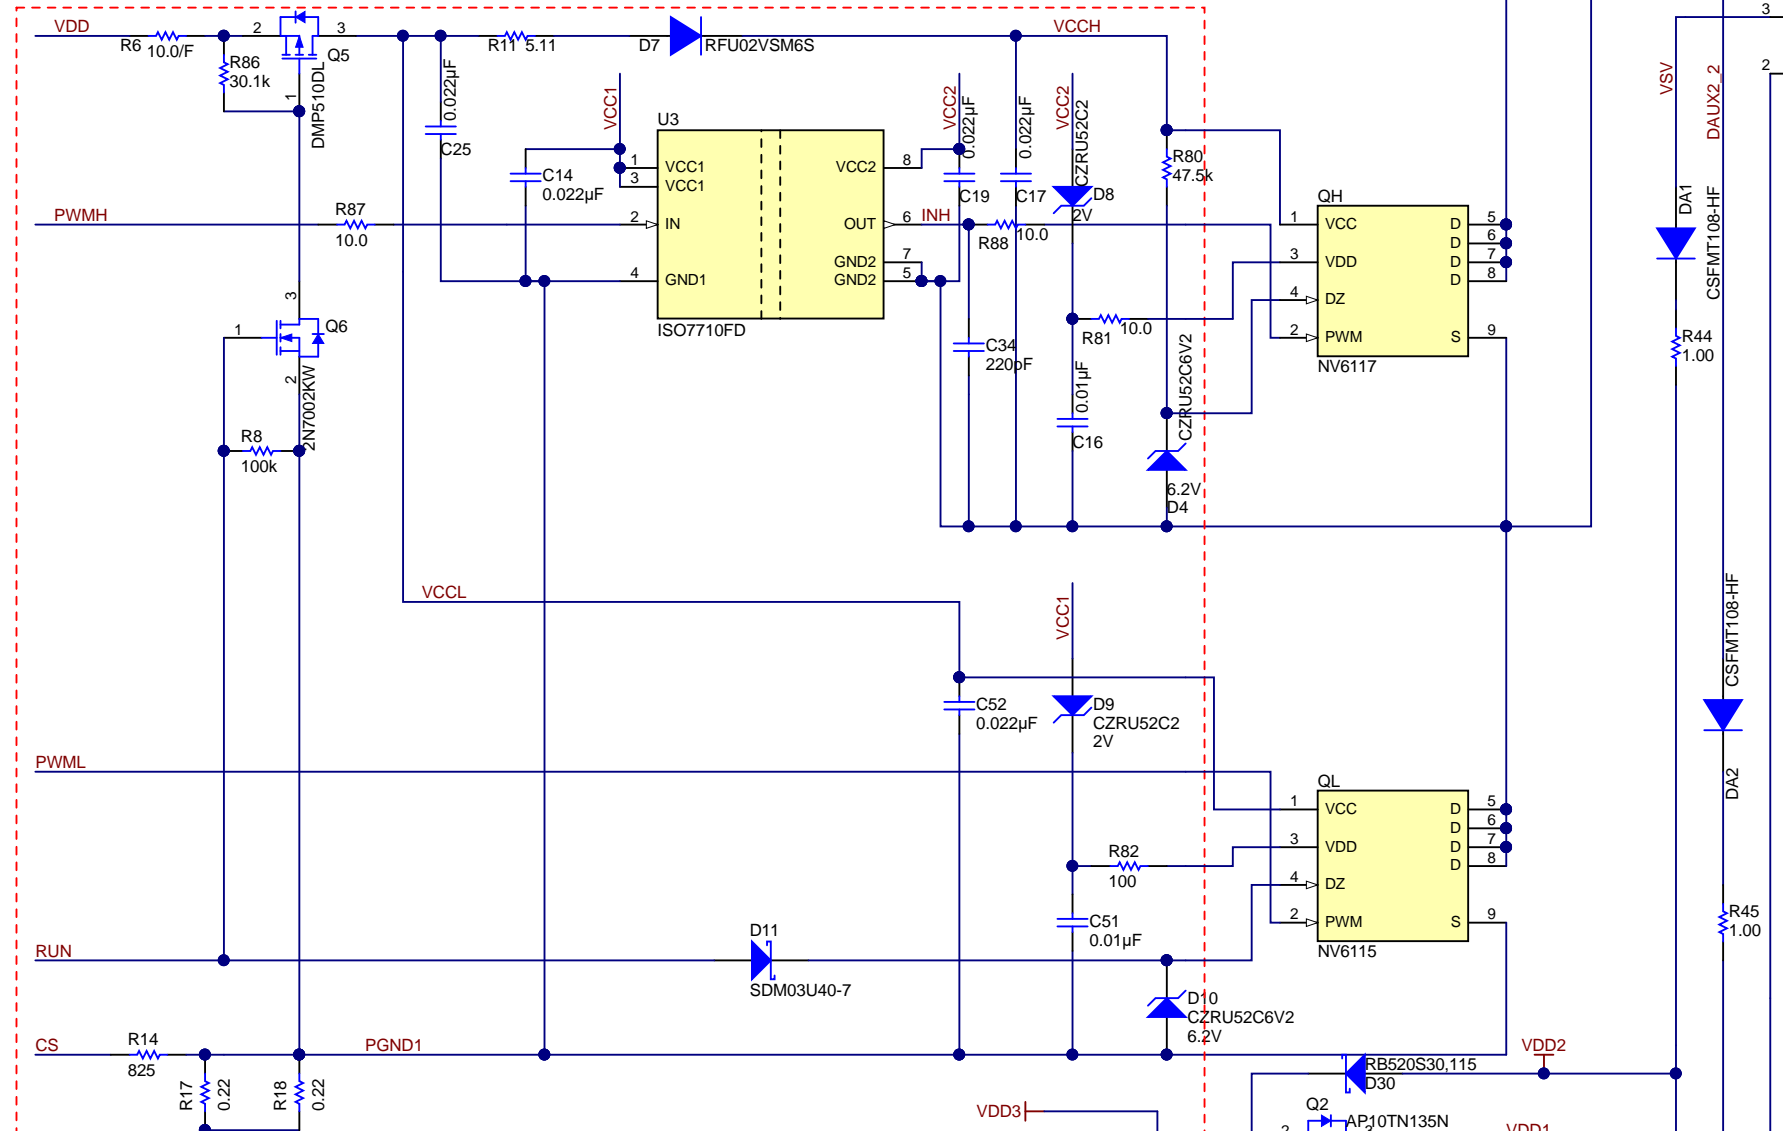 VDD
R6 10.0/F
2
3
Q5
1
DMP510DL
R86
30.1k
0.022µF
C25
R11 5.11
D7
RFU02VSM6S
VCCH
VCC1
U3
1
VCC1
3
VCC1
2
IN
4
GND1
VCC2
8
OUT
6
GND2
7
GND2
5
ISO7710FD
C14
0.022µF
PWMH
R87
10.0
VCC2
0.022µF
C19
0.022µF
C17
VCC2
CZRU52C2
D8
2V
INH
R88
10.0
C34
220pF
R81
10.0
0.01µF
C16
R80
47.5k
CZRU52C6V2
6.2V
D4
QH
1
VCC
3
VDD
4
DZ
2
PWM
D
5
D
6
D
7
D
8
S
9
NV6117
3
2
VSV
DAUX2_2
DA1
CSFMT108-HF
R44
1.00
3
1
Q6
2
2N7002KW
R8
100k
VCCL
C52
0.022µF
VCC1
D9
CZRU52C2
2V
PWML
R82
100
C51
0.01µF
QL
1
VCC
3
VDD
4
DZ
2
PWM
D
5
D
6
D
7
D
8
S
9
NV6115
CSFMT108-HF
DA2
R45
1.00
RUN
D11
SDM03U40-7
D10
CZRU52C6V2
6.2V
CS
R14
825
PGND1
R17
0.22
R18
0.22
RB520S30,115
D30
VDD2
VDD3
Q2
AP10TN135N
2
3
VDD1